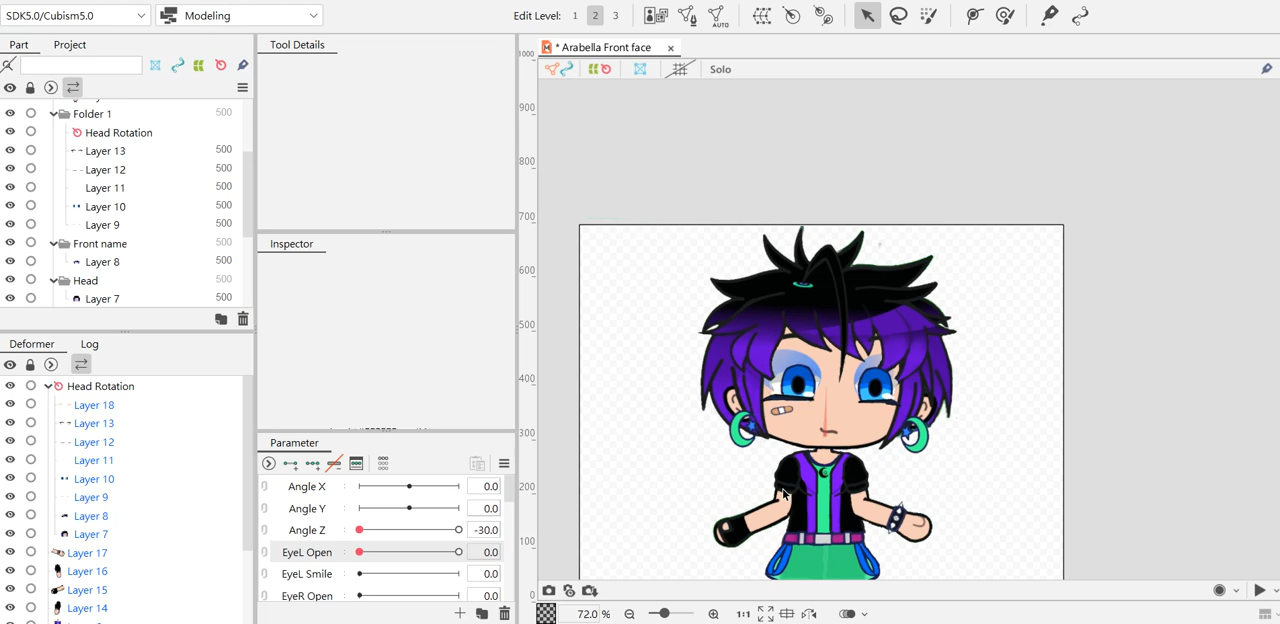 SDK5.0/Cubism5.0 Modeling Edit Level: 1 2 3 AUTO
Part Project
Folder 1 500
Head Rotation
Layer 13 500
Layer 12 500
Layer 11 500
Layer 10 500
Layer 9 500
Front name 500
Layer 8 500
Head 500
Layer 7 500
Deformer Log
Head Rotation
Layer 18
Layer 13
Layer 12
Layer 11
Layer 10
Layer 9
Layer 8
Layer 7
Layer 17
Layer 16
Layer 15
Layer 14
Tool Details
Inspector
Parameter
Angle X : 0.0
Angle Y : 0.0
Angle Z : -30.0
EyeL Open : 0.0
EyeL Smile : 0.0
EyeR Open : 0.0
* Arabella Front face
Solo
1000
900
800
700
600
500
400
300
200
100
0
72.0 % 1:1